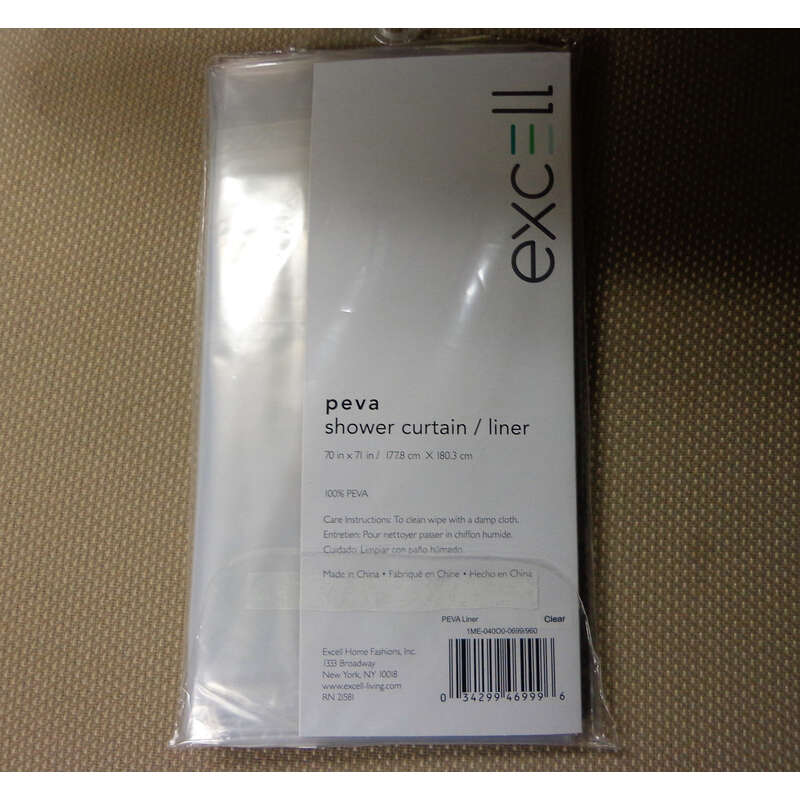 excell
peva
shower curtain / liner
70 in x 71 in / 177.8 cm X 180.3 cm
100% PEVA
Care Instructions: To clean wipe with a damp cloth.
Entretien: Pour nettoyer passer in chiffon humide.
Cuidado: Limpiar con paño húmado.
Made in China • Fabriqué en Chine • Hecho en China
PEVA Liner Clear
1ME-040O0-0699/960
Excell Home Fashions, Inc.
1333 Broadway
New York, NY 10018
www.excell-living.com
RN 21581
0 34299 46999 6